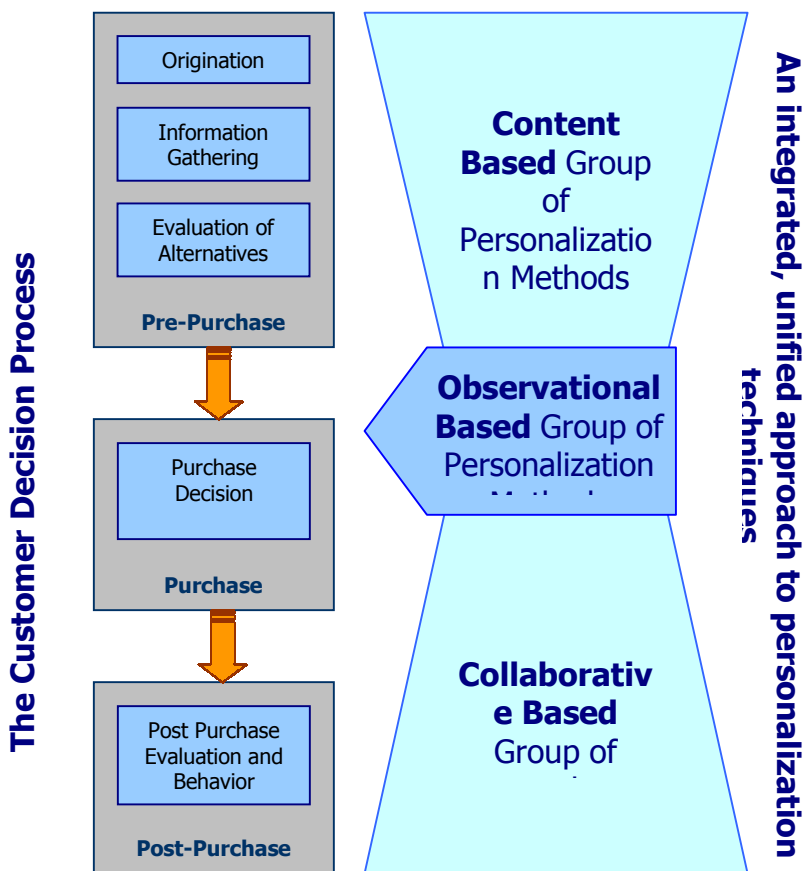 The Customer Decision Process
Origination
Information
Gathering
Evaluation of
Alternatives
Pre-Purchase
Purchase
Decision
Purchase
Post Purchase
Evaluation and
Behavior
Post-Purchase
Content
Based Group
of
Personalizatio
n Methods
Observational
Based Group of
Personalization
Collaborativ
e Based
Group of
An integrated, unified approach to personalization
techniques